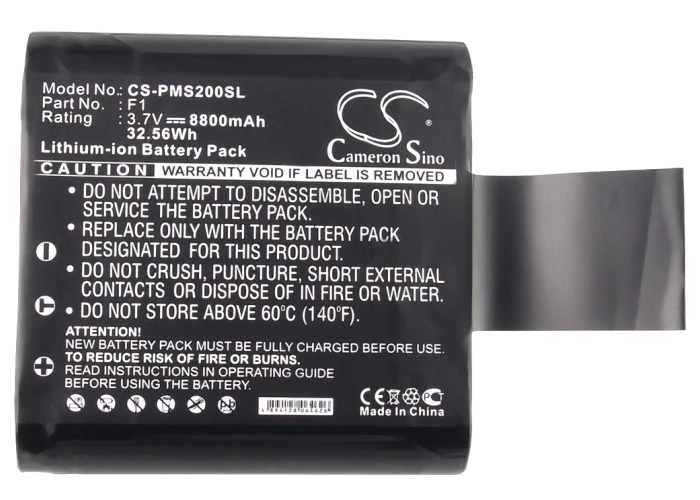 Model No.: CS-PMS200SL
Part No. : F1
Rating : 3.7V 8800mAh
32.56Wh
Lithium-ion Battery Pack
CS
Cameron Sino
CAUTION WARRANTY VOID IF LABEL IS REMOVED
• DO NOT ATTEMPT TO DISASSEMBLE, OPEN OR
SERVICE THE BATTERY PACK.
• REPLACE ONLY WITH THE BATTERY PACK
DESIGNATED FOR THIS PRODUCT.
• DO NOT CRUSH, PUNCTURE, SHORT EXTERNAL
CONTACTS OR DISPOSE OF IN FIRE OR WATER.
• DO NOT STORE ABOVE 60°C (140°F).
T
ATTENTION!
NEW BATTERY PACK MUST BE FULLY CHARGED BEFORE USE.
TO REDUCE RISK OF FIRE OR BURNS.
READ INSTRUCTIONS IN OPERATING GUIDE
BEFORE USING THE BATTERY.
CE
Made In China